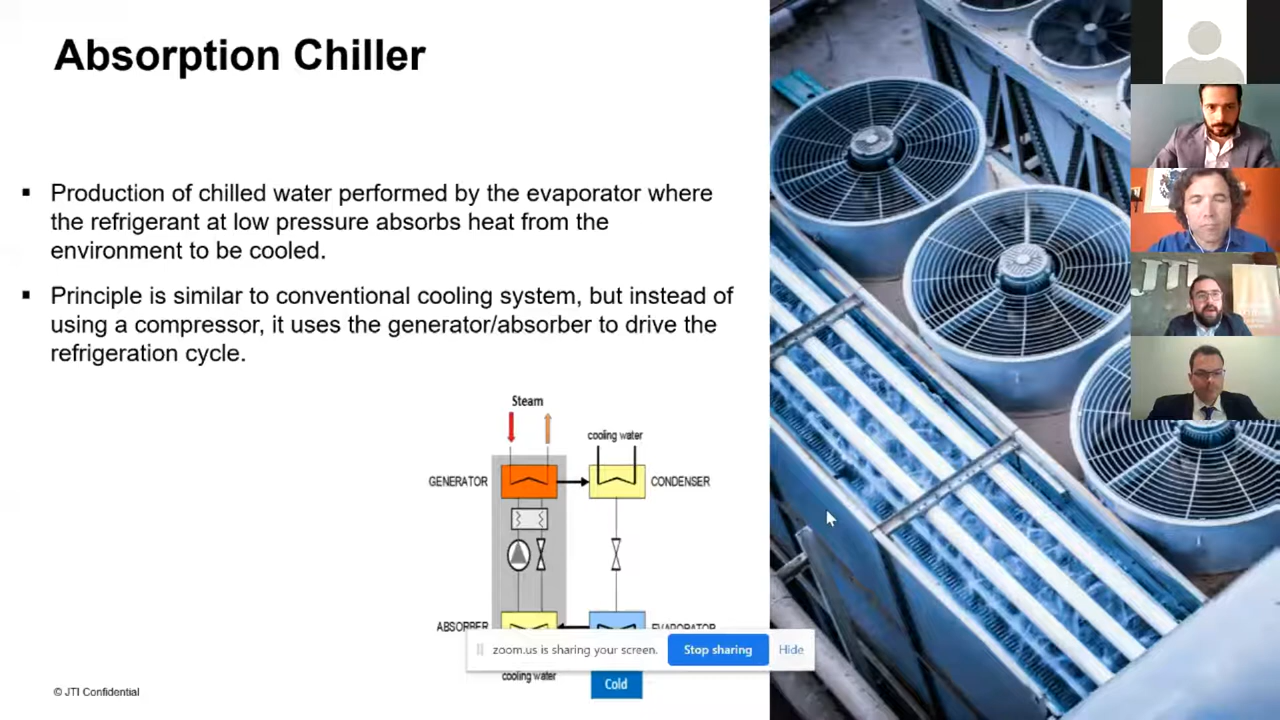 Absorption Chiller
▪ Production of chilled water performed by the evaporator where
the refrigerant at low pressure absorbs heat from the
environment to be cooled.
▪ Principle is similar to conventional cooling system, but instead of
using a compressor, it uses the generator/absorber to drive the
refrigeration cycle.
Steam
cooling water
GENERATOR
CONDENSER
ABSORBER
EVAPORATOR
zoom.us is sharing your screen.
Stop sharing
Hide
cooling water
Cold
© JTI Confidential
JTi